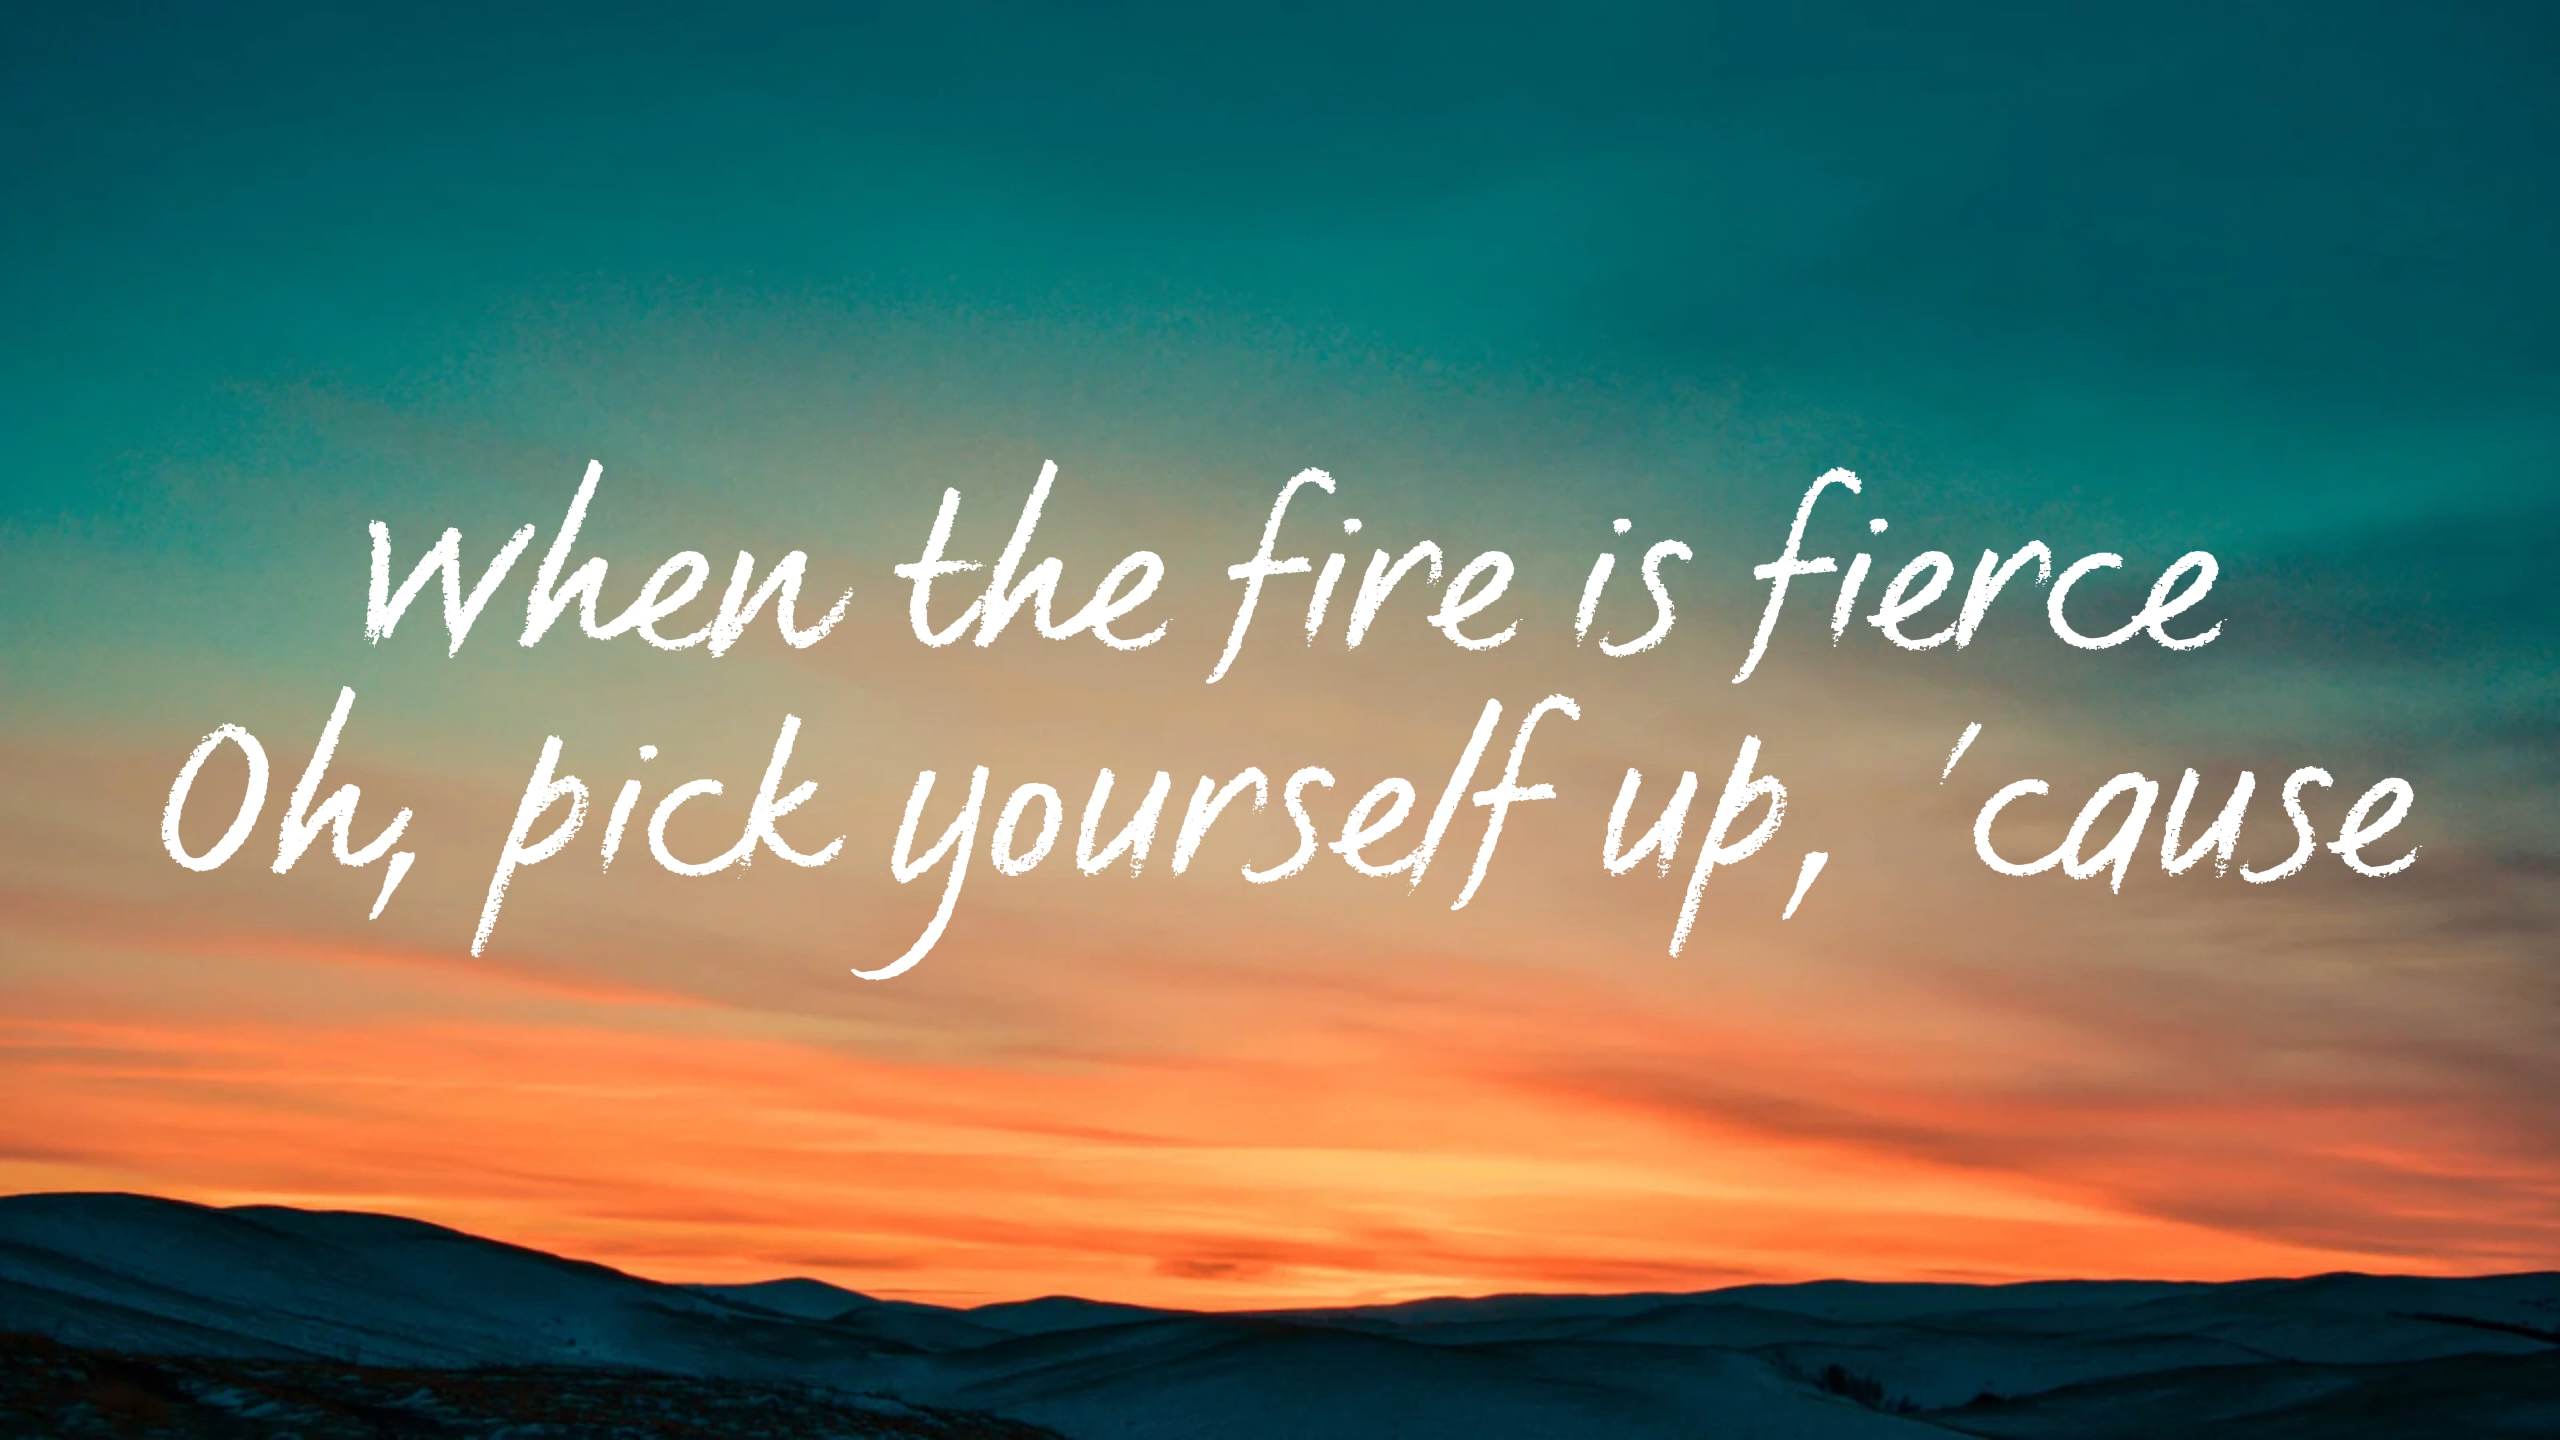 When the fire is fierce
Oh, pick yourself up, 'cause